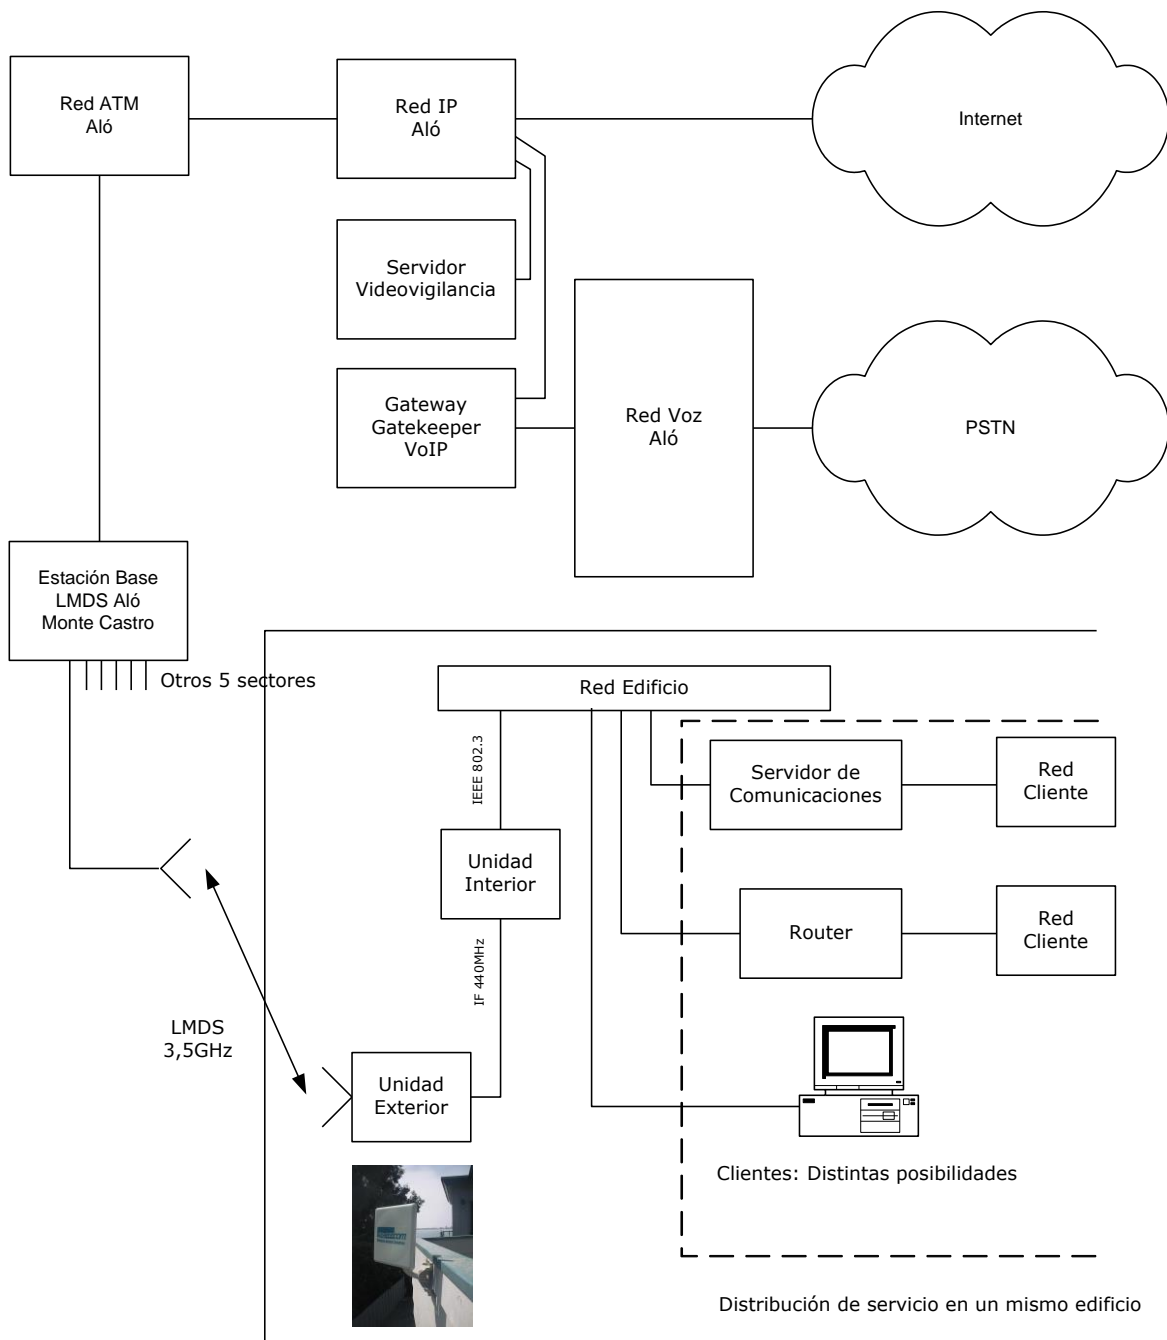 Red ATM
Aló
Red IP
Aló
Internet
Servidor
Videovigilancia
Gateway
Gatekeeper
VoIP
Red Voz
Aló
PSTN
Estación Base
LMDS Aló
Monte Castro
Otros 5 sectores
Red Edificio
IEEE 802.3
Servidor de
Comunicaciones
Red
Cliente
Unidad
Interior
Router
Red
Cliente
IF 440MHz
LMDS
3,5GHz
Unidad
Exterior
Clientes: Distintas posibilidades
Distribución de servicio en un mismo edificio